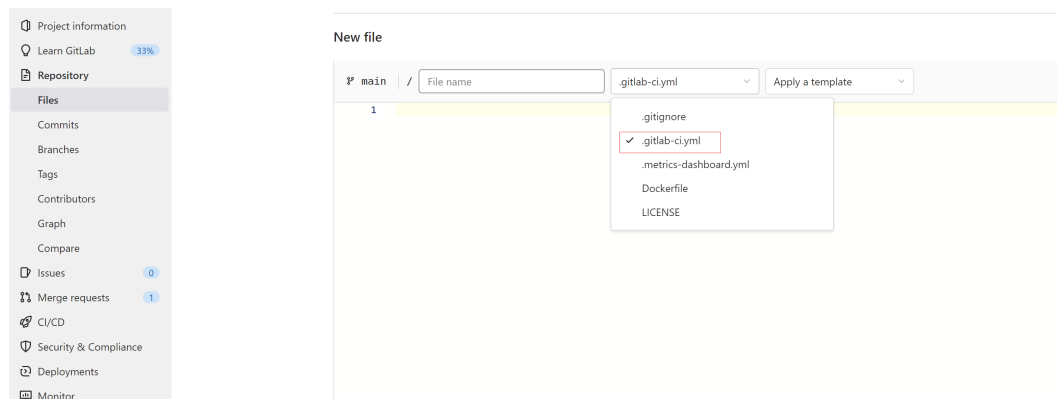 Project information
Learn GitLab 33%
Repository
Files
Commits
Branches
Tags
Contributors
Graph
Compare
Issues 0
Merge requests 1
CI/CD
Security & Compliance
Deployments
Monitor
New file
main / File name .gitlab-ci.yml Apply a template
1
.gitignore
.gitlab-ci.yml
.metrics-dashboard.yml
Dockerfile
LICENSE